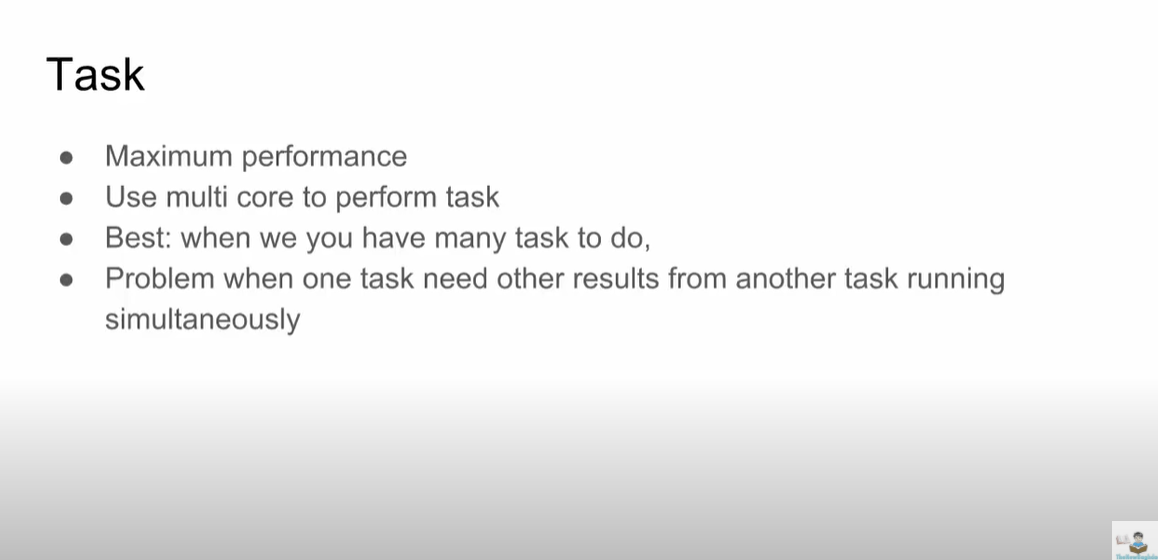 Task
● Maximum performance
● Use multi core to perform task
● Best: when we you have many task to do,
● Problem when one task need other results from another task running
simultaneously